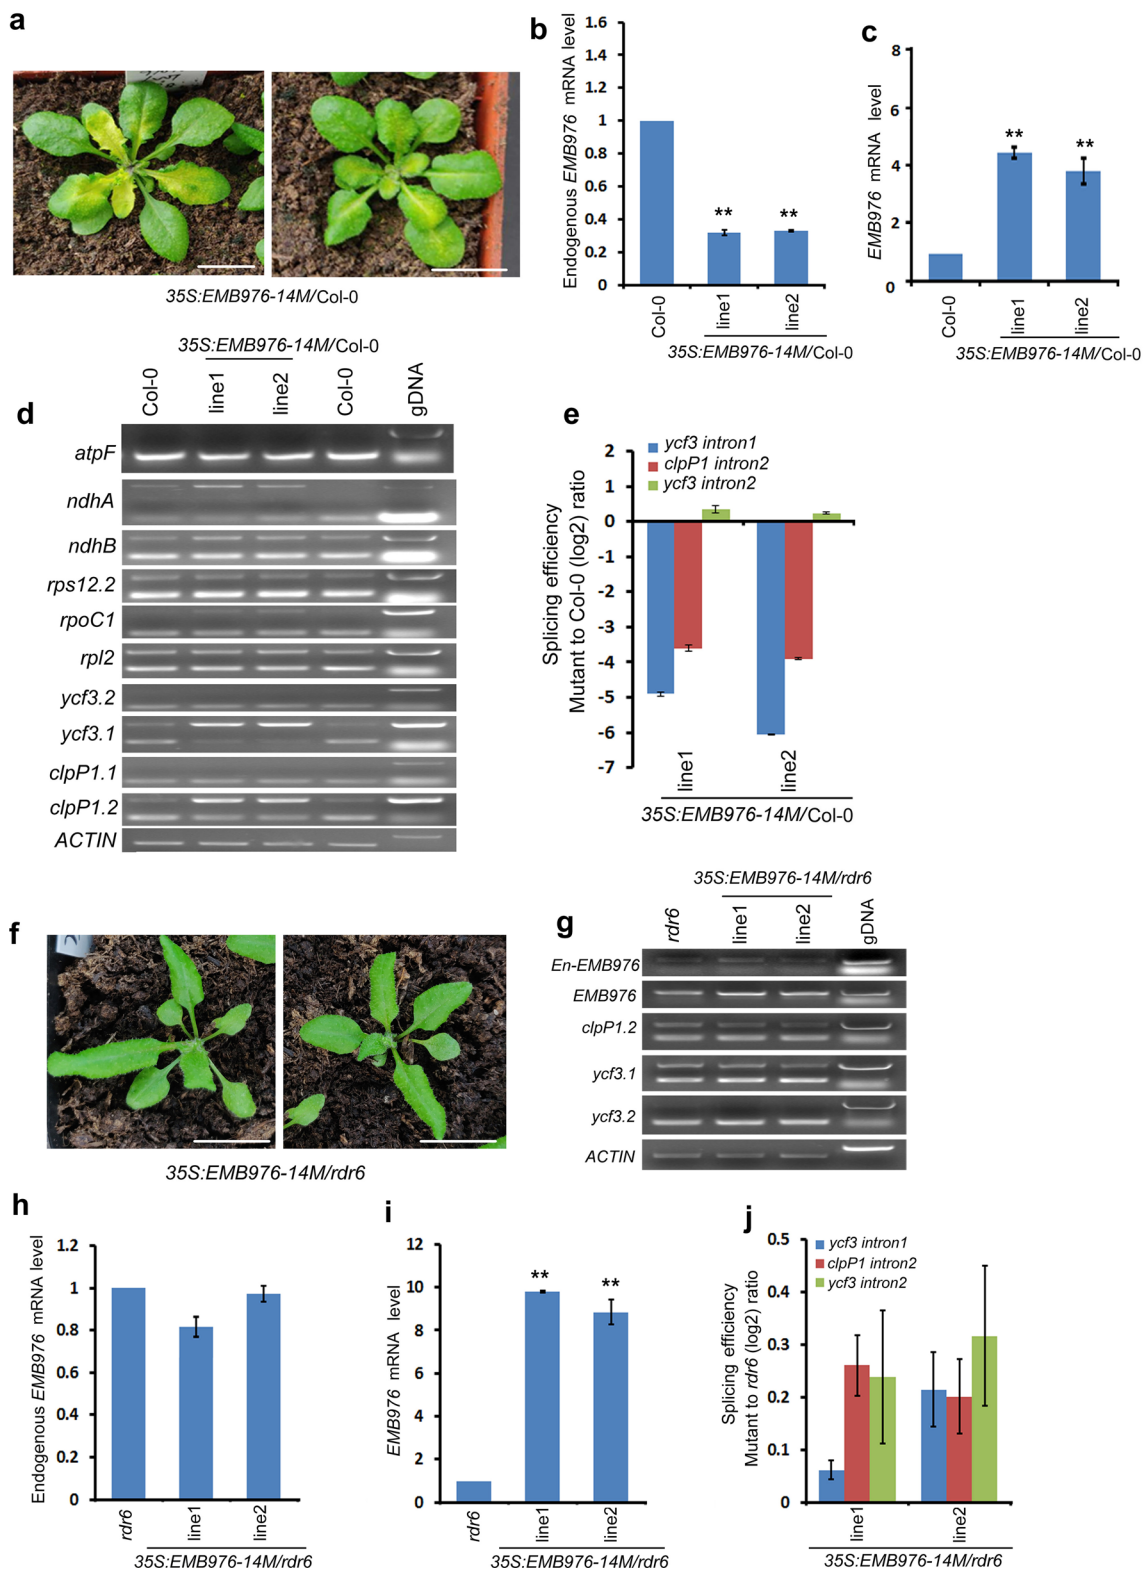 a
35S:EMB976-14M/Col-0
b
Endogenous EMB976 mRNA level
1.6
1.4
1.2
1
0.8
0.6
0.4
0.2
0
**
**
Col-0
line1
line2
35S:EMB976-14M/Col-0
c
EMB976 mRNA level
8
6
4
2
0
**
**
Col-0
line1
line2
35S:EMB976-14M/Col-0
d
35S:EMB976-14M/Col-0
Col-0
line1
line2
Col-0
gDNA
atpF
ndhA
ndhB
rps12.2
rpoC1
rpl2
ycf3.2
ycf3.1
clpP1.1
clpP1.2
ACTIN
e
Splicing efficiency
Mutant to Col-0 (log2) ratio
ycf3 intron1
clpP1 intron2
ycf3 intron2
2
1
0
-1
-2
-3
-4
-5
-6
-7
line1
line2
35S:EMB976-14M/Col-0
f
35S:EMB976-14M/rdr6
g
35S:EMB976-14M/rdr6
rdr6
line1
line2
gDNA
En-EMB976
EMB976
clpP1.2
ycf3.1
ycf3.2
ACTIN
h
Endogenous EMB976 mRNA level
1.2
1
0.8
0.6
0.4
0.2
0
rdr6
line1
line2
35S:EMB976-14M/rdr6
i
EMB976 mRNA level
12
10
8
6
4
2
0
**
**
rdr6
line1
line2
35S:EMB976-14M/rdr6
j
Splicing efficiency
Mutant to rdr6 (log2) ratio
ycf3 intron1
clpP1 intron2
ycf3 intron2
0.5
0.4
0.3
0.2
0.1
0
line1
line2
35S:EMB976-14M/rdr6